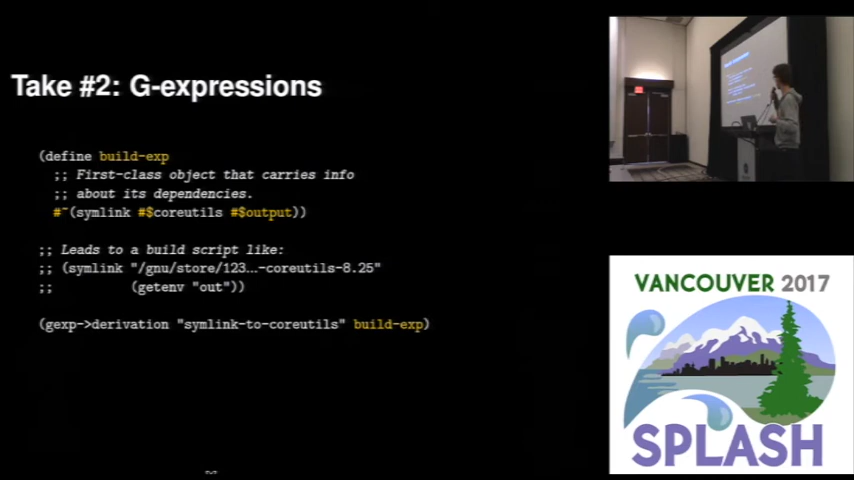 Take #2: G-expressions
(define build-exp
;; First-class object that carries info
;; about its dependencies.
#~(symlink #$coreutils #$output))
;; Leads to a build script like:
;; (symlink "/gnu/store/123...-coreutils-8.25"
;; (getenv "out"))
(gexp->derivation "symlink-to-coreutils" build-exp)
VANCOUVER 2017
SPLASH